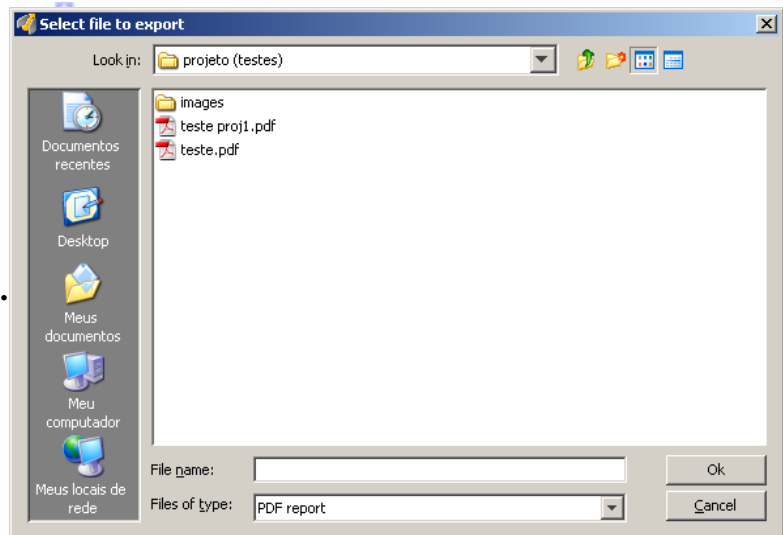 Select file to export
Look in: projeto (testes)
images
teste proj1.pdf
teste.pdf
Documentos
recentes
Desktop
Meus
documentos
Meu
computador
Meus locais de
rede
File name:
Ok
Files of type: PDF report
Cancel